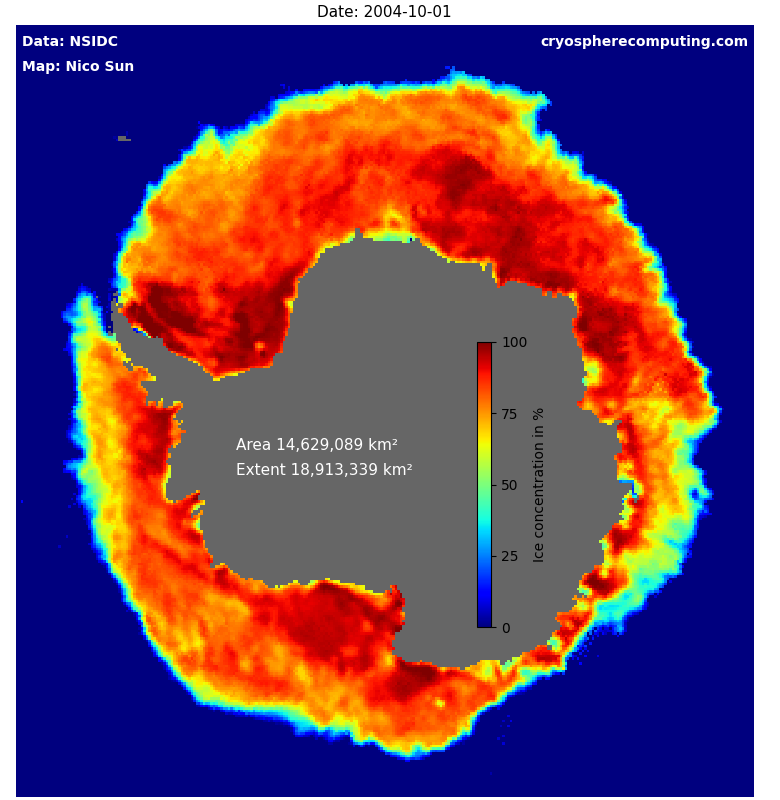 Date: 2004-10-01
Data: NSIDC
cryospherecomputing.com
Map: Nico Sun
100
75
50
25
0
Ice concentration in %
Area 14,629,089 km²
Extent 18,913,339 km²